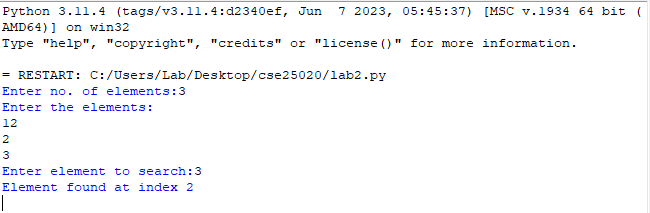 Python 3.11.4 (tags/v3.11.4:d2340ef, Jun  7 2023, 05:45:37) [MSC v.1934 64 bit (
AMD64)] on win32
Type "help", "copyright", "credits" or "license()" for more information.
= RESTART: C:/Users/Lab/Desktop/cse25020/lab2.py
Enter no. of elements:3
Enter the elements:
12
2
3
Enter element to search:3
Element found at index 2